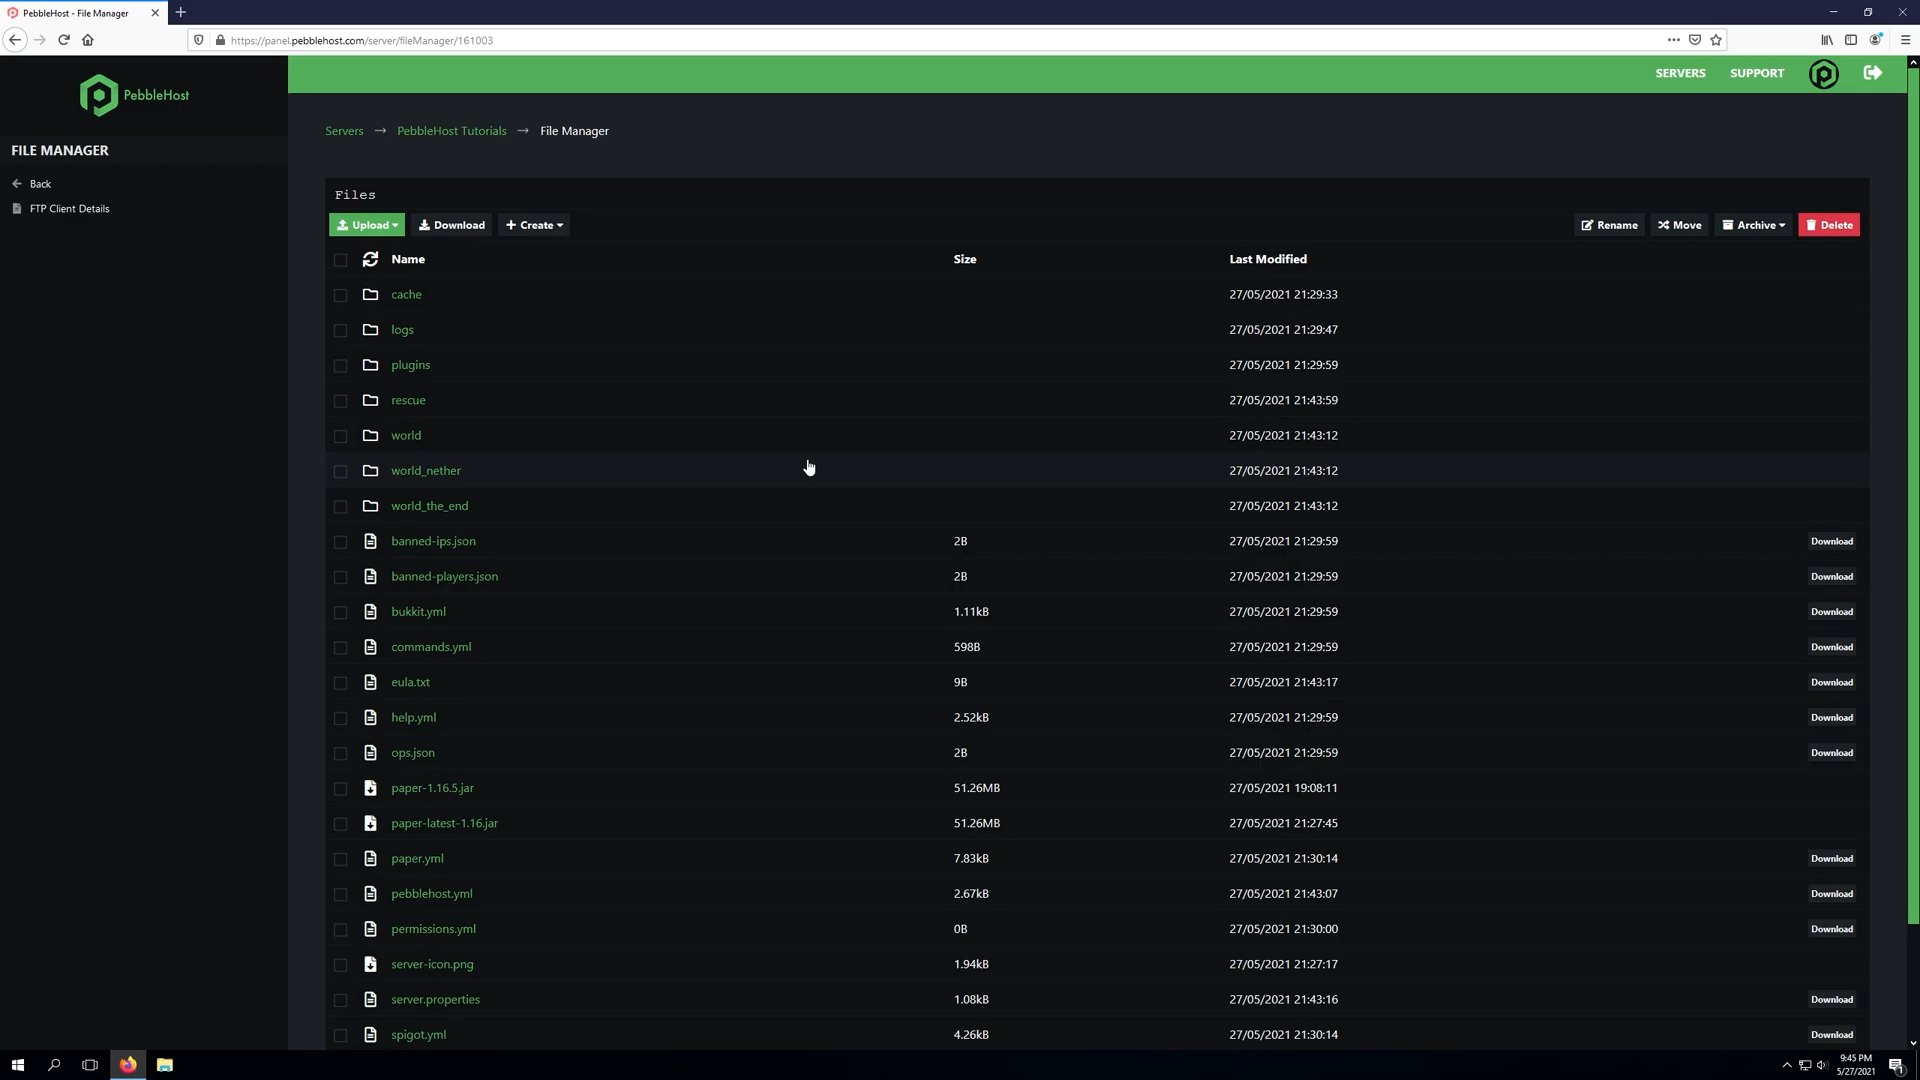 PebbleHost - File Manager
https://panel.pebblehost.com/server/fileManager/161003
PebbleHost
SERVERS SUPPORT
FILE MANAGER
Back
FTP Client Details
Servers → PebbleHost Tutorials → File Manager
Files
Upload Download + Create Rename Move Archive Delete
Name Size Last Modified
cache 27/05/2021 21:29:33
logs 27/05/2021 21:29:47
plugins 27/05/2021 21:29:59
rescue 27/05/2021 21:43:59
world 27/05/2021 21:43:12
world_nether 27/05/2021 21:43:12
world_the_end 27/05/2021 21:43:12
banned-ips.json 2B 27/05/2021 21:29:59 Download
banned-players.json 2B 27/05/2021 21:29:59 Download
bukkit.yml 1.11kB 27/05/2021 21:29:59 Download
commands.yml 598B 27/05/2021 21:29:59 Download
eula.txt 9B 27/05/2021 21:43:17 Download
help.yml 2.52kB 27/05/2021 21:29:59 Download
ops.json 2B 27/05/2021 21:29:59 Download
paper-1.16.5.jar 51.26MB 27/05/2021 19:08:11
paper-latest-1.16.jar 51.26MB 27/05/2021 21:27:45
paper.yml 7.83kB 27/05/2021 21:30:14 Download
pebblehost.yml 2.67kB 27/05/2021 21:43:07 Download
permissions.yml 0B 27/05/2021 21:30:00 Download
server-icon.png 1.94kB 27/05/2021 21:27:17
server.properties 1.08kB 27/05/2021 21:43:16 Download
spigot.yml 4.26kB 27/05/2021 21:30:14 Download
9:45 PM
5/27/2021
1